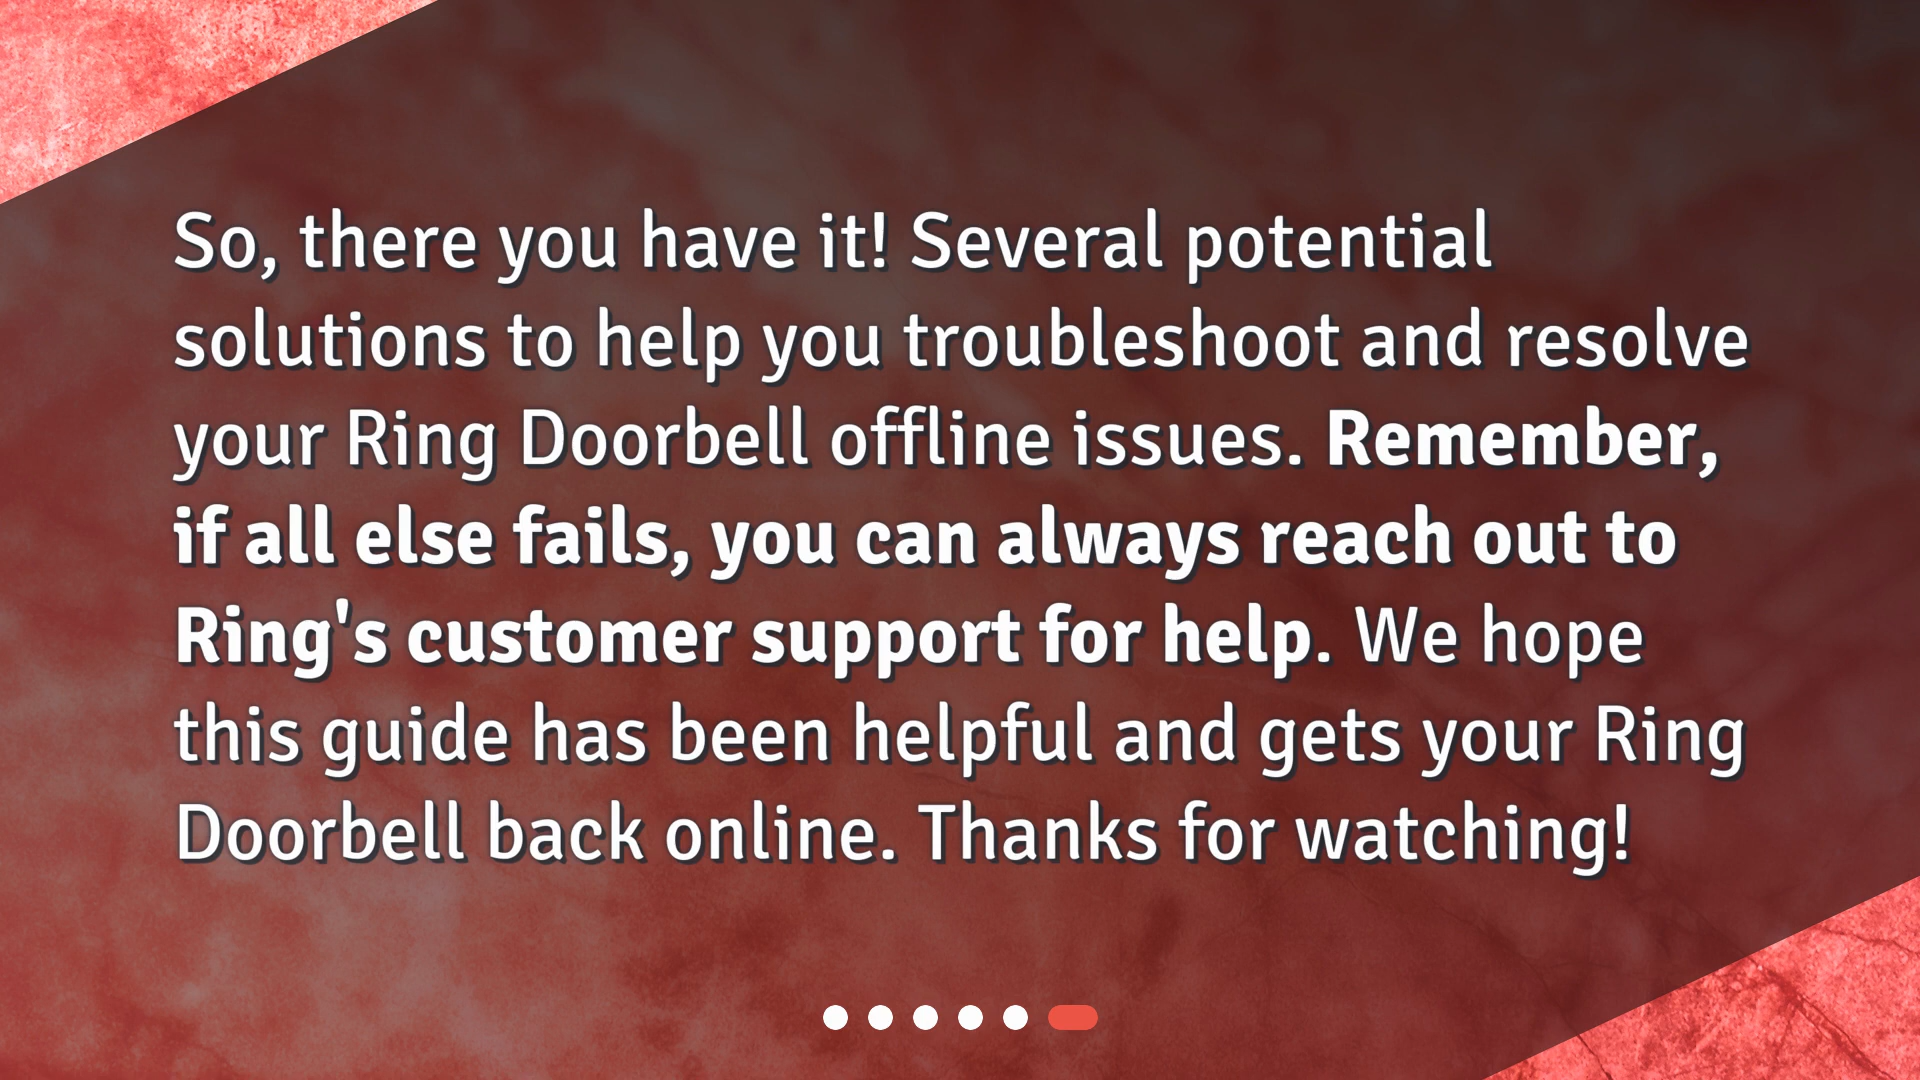 So, there you have it! Several potential
solutions to help you troubleshoot and resolve
your Ring Doorbell offline issues. Remember,
if all else fails, you can always reach out to
Ring's customer support for help. We hope
this guide has been helpful and gets your Ring
Doorbell back online. Thanks for watching!